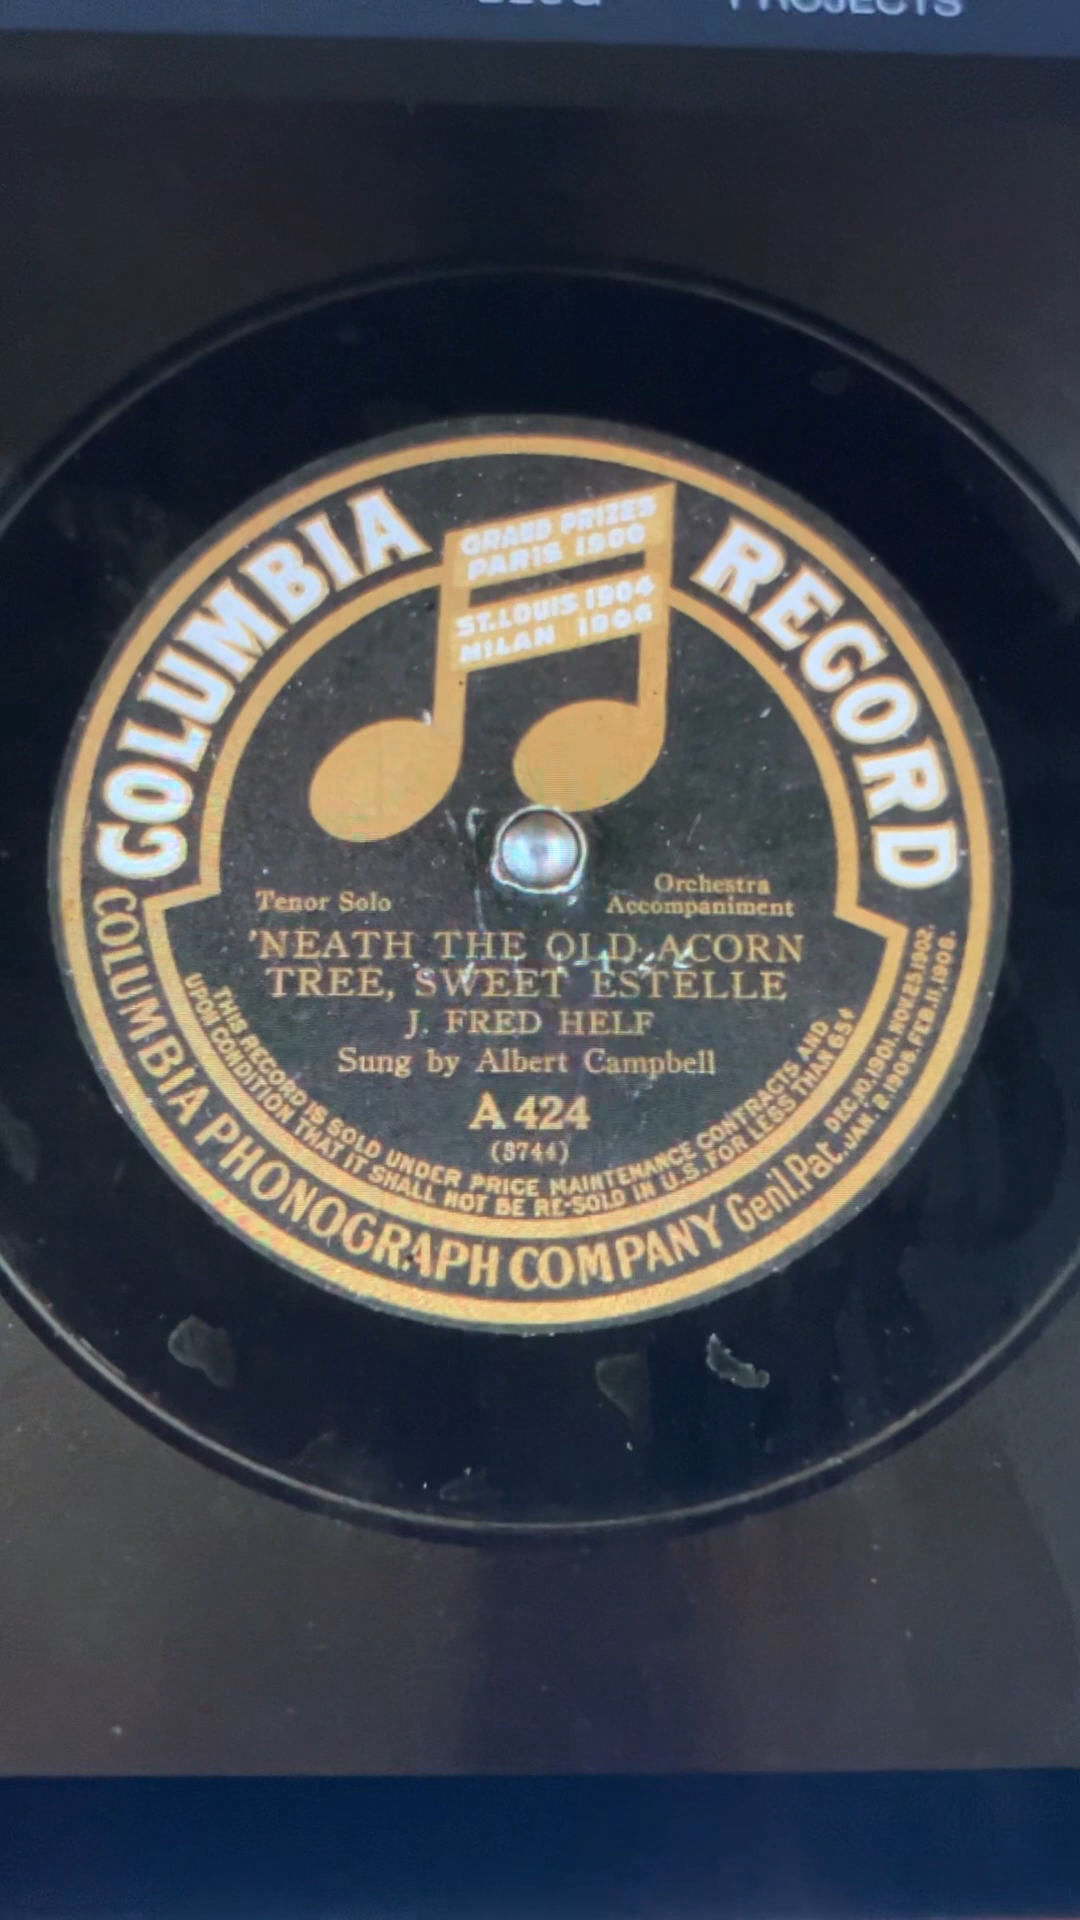 BLOG PROJECTS
COLUMBIA RECORD
GRAND PRIZES
PARIS 1900
ST. LOUIS 1904
MILAN 1906
Tenor Solo
Orchestra
Accompaniment
'NEATH THE OLD ACORN
TREE, SWEET ESTELLE
J. FRED HELF
Sung by Albert Campbell
A 424
(3744)
THIS RECORD IS SOLD UNDER PRICE MAINTENANCE CONTRACTS AND
UPON CONDITION THAT IT SHALL NOT BE RE-SOLD IN U.S. FOR LESS THAN 65¢
COLUMBIA PHONOGRAPH COMPANY Gen'l. Pat.
DEC. 10, 1901. NOV. 25, 1902.
JAN. 2, 1906. FEB. 11, 1908.